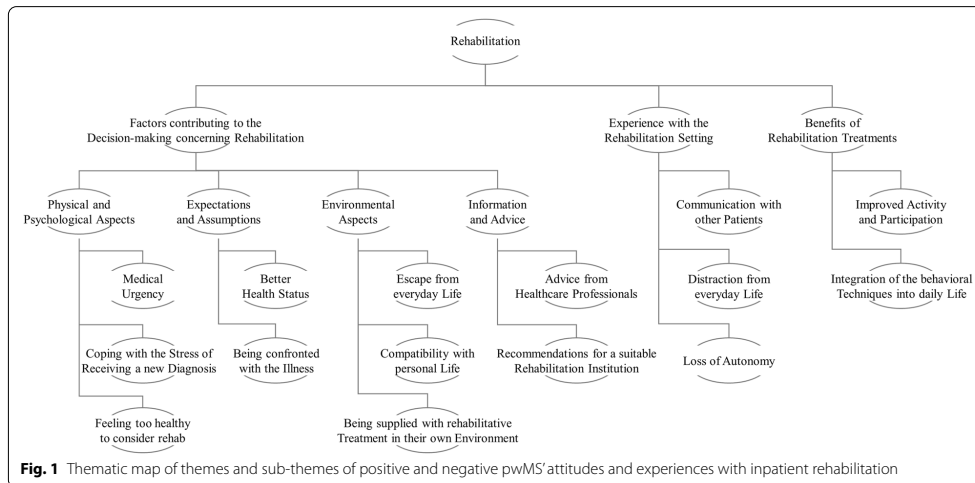 Rehabilitation
Factors contributing to the
Decision-making concerning Rehabilitation
Experience with the
Rehabilitation Setting
Benefits of
Rehabilitation Treatments
Physical and
Psychological Aspects
Expectations
and Assumptions
Environmental
Aspects
Information
and Advice
Communication with
other Patients
Improved Activity
and Participation
Medical
Urgency
Better
Health Status
Escape from
everyday Life
Advice from
Healthcare Professionals
Distraction from
everyday Life
Integration of the behavioral
Techniques into daily Life
Coping with the Stress of
Receiving a new Diagnosis
Being confronted
with the Illness
Compatibility with
personal Life
Recommendations for a suitable
Rehabilitation Institution
Loss of Autonomy
Feeling too healthy
to consider rehab
Being supplied with rehabilitative
Treatment in their own Environment
Fig. 1 Thematic map of themes and sub-themes of positive and negative pwMS' attitudes and experiences with inpatient rehabilitation